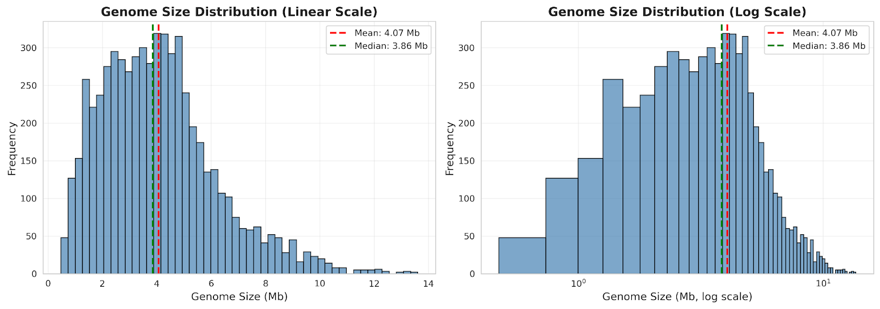 Genome Size Distribution (Linear Scale)
Mean: 4.07 Mb
Median: 3.86 Mb
Frequency
300
250
200
150
100
50
0
0 2 4 6 8 10 12 14
Genome Size (Mb)
Genome Size Distribution (Log Scale)
Mean: 4.07 Mb
Median: 3.86 Mb
Frequency
300
250
200
150
100
50
0
10⁰ 10¹
Genome Size (Mb, log scale)